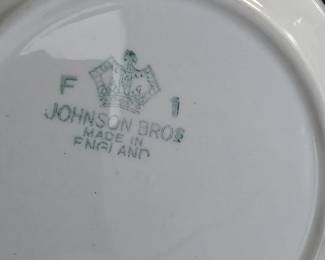 F 1
JOHNSON BROS
MADE IN
ENGLAND